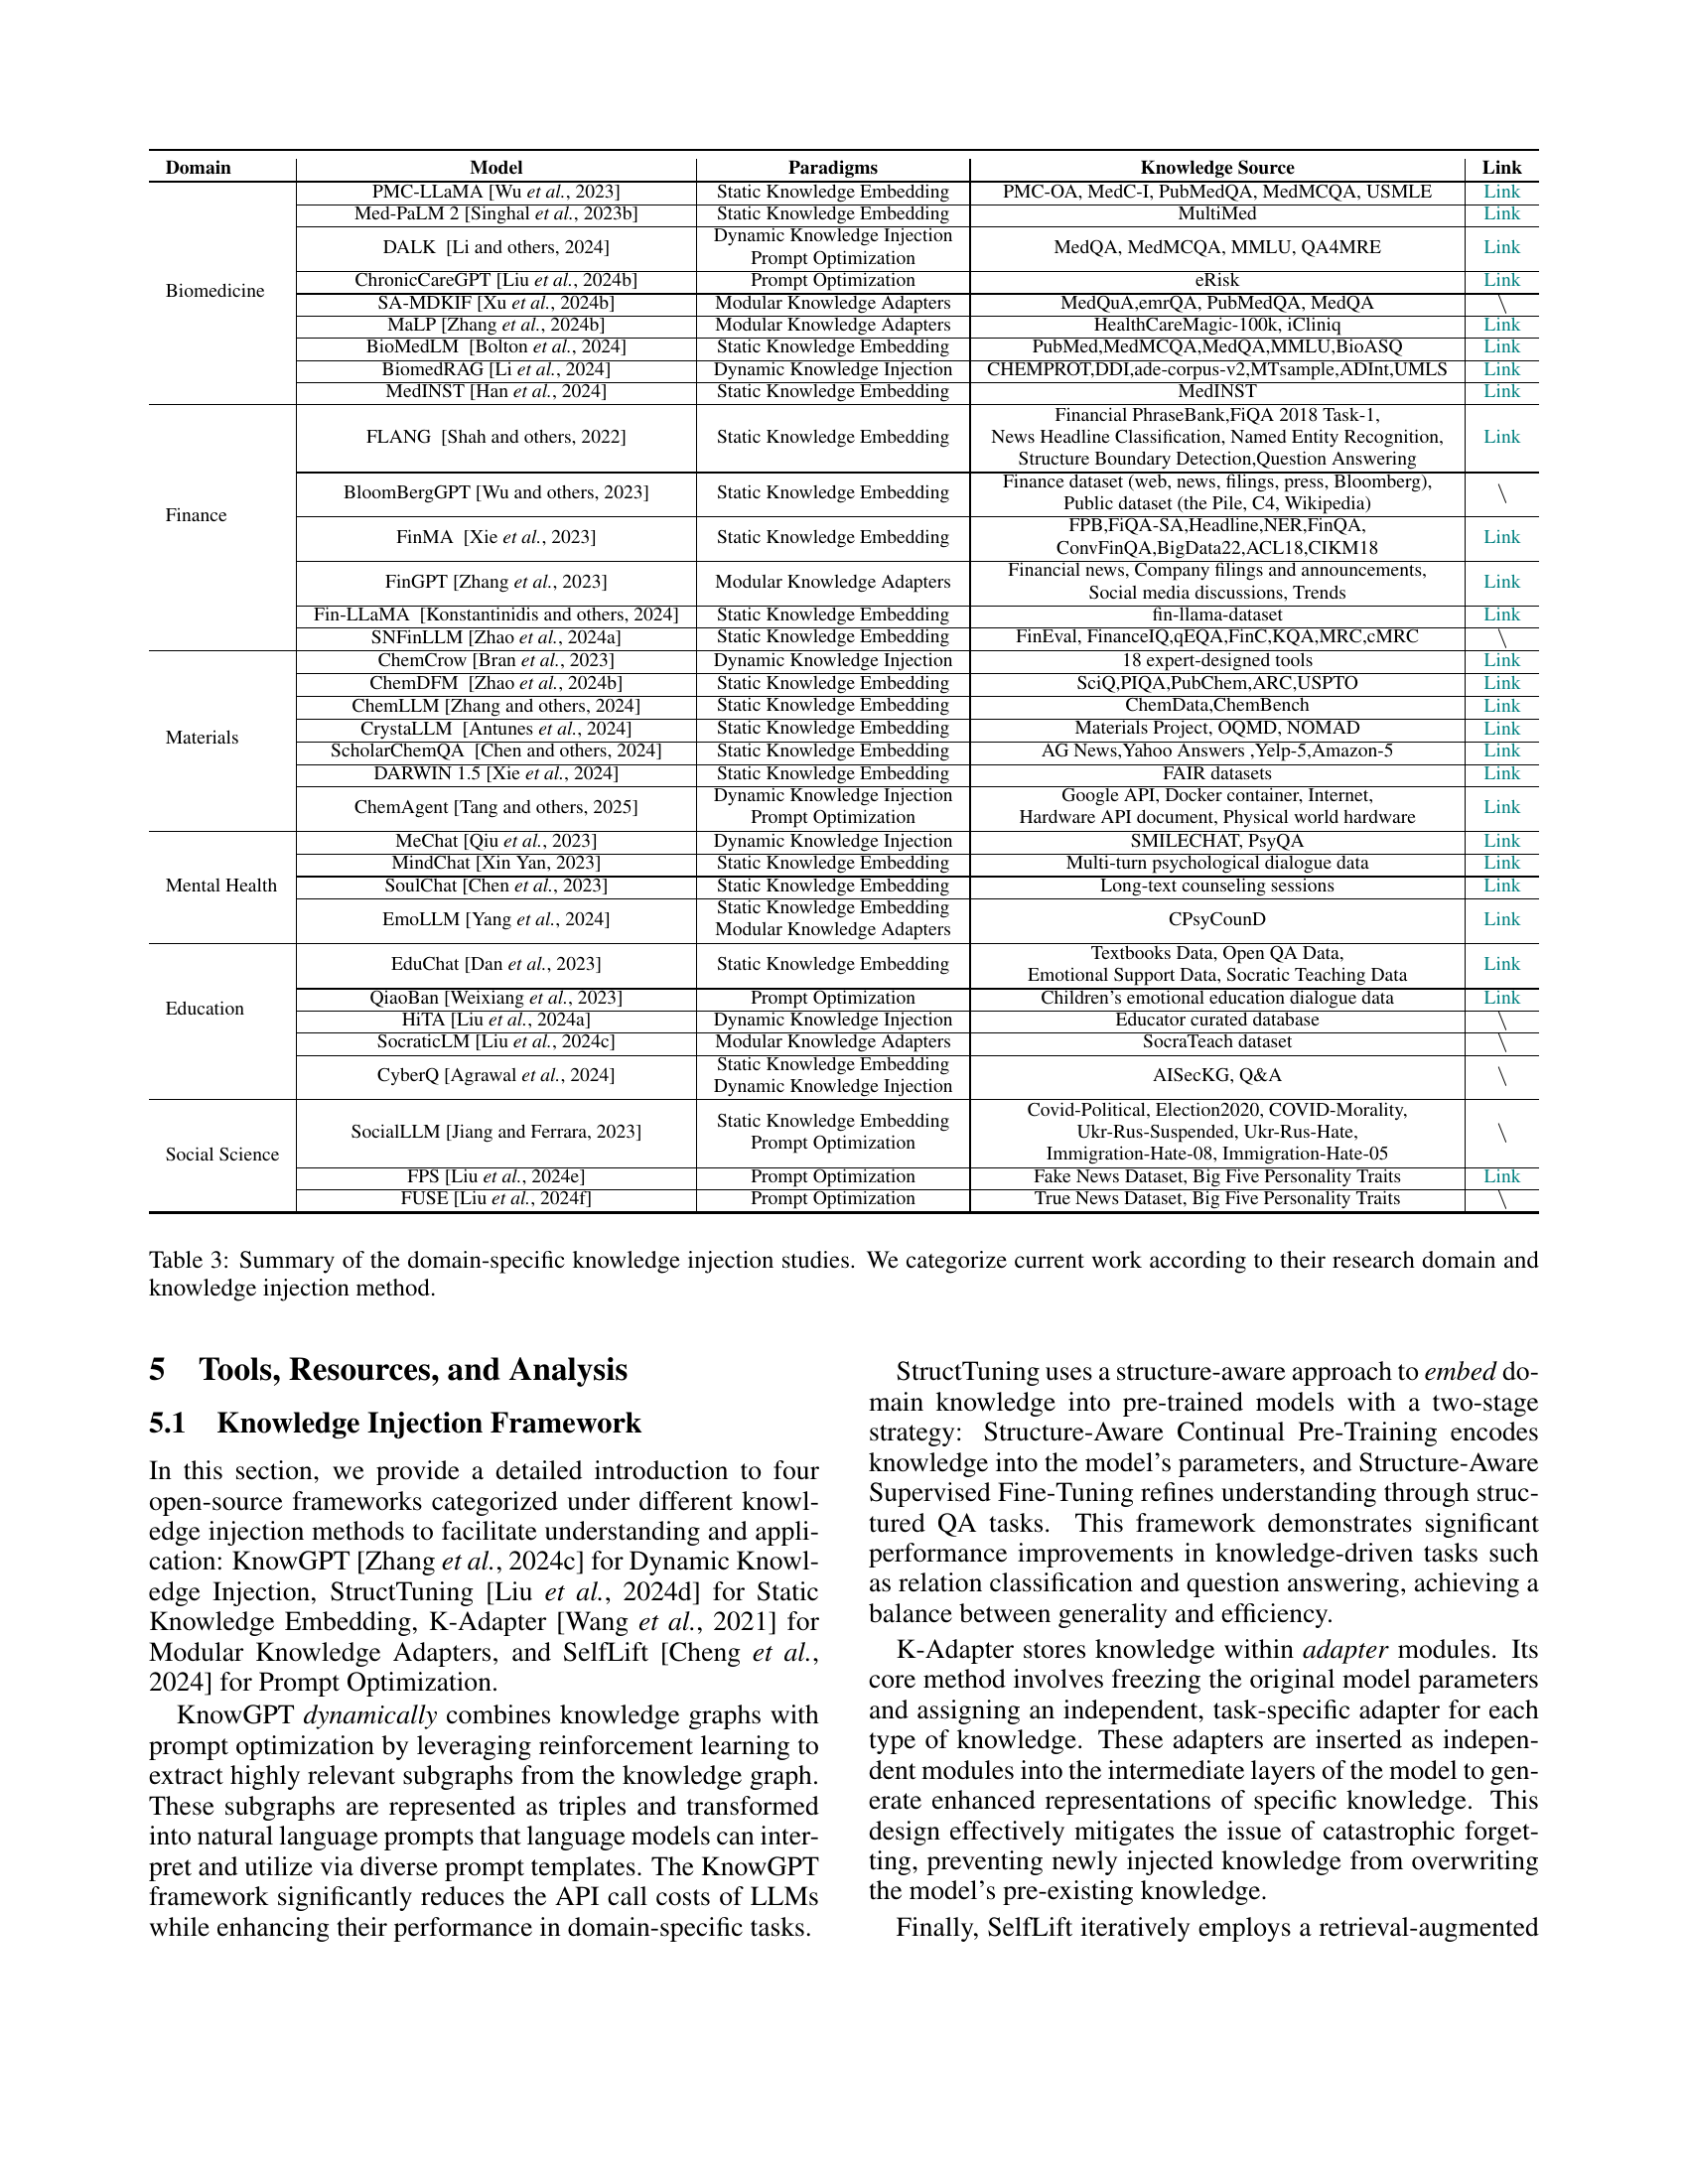 Domain Model Paradigms Knowledge Source Link
Biomedicine
PMC-LLaMA [Wu et al., 2023] Static Knowledge Embedding PMC-OA, MedC-I, PubMedQA, MedMCQA, USMLE Link
Med-PaLM 2 [Singhal et al., 2023b] Static Knowledge Embedding MultiMed Link
DALK [Li and others, 2024] Dynamic Knowledge Injection
Prompt Optimization MedQA, MedMCQA, MMLU, QA4MRE Link
ChronicCareGPT [Liu et al., 2024b] Prompt Optimization eRisk Link
SA-MDKIF [Xu et al., 2024b] Modular Knowledge Adapters MedQuA,emrQA, PubMedQA, MedQA \
MaLP [Zhang et al., 2024b] Modular Knowledge Adapters HealthCareMagic-100k, iCliniq Link
BioMedLM [Bolton et al., 2024] Static Knowledge Embedding PubMed,MedMCQA,MedQA,MMLU,BioASQ Link
BiomedRAG [Li et al., 2024] Dynamic Knowledge Injection CHEMPROT,DDI,ade-corpus-v2,MTsample,ADInt,UMLS Link
MedINST [Han et al., 2024] Static Knowledge Embedding MedINST Link
Finance
FLANG [Shah and others, 2022] Static Knowledge Embedding Financial PhraseBank,FiQA 2018 Task-1,
News Headline Classification, Named Entity Recognition,
Structure Boundary Detection,Question Answering Link
BloomBergGPT [Wu and others, 2023] Static Knowledge Embedding Finance dataset (web, news, filings, press, Bloomberg),
Public dataset (the Pile, C4, Wikipedia) \
FinMA [Xie et al., 2023] Static Knowledge Embedding FPB,FiQA-SA,Headline,NER,FinQA,
ConvFinQA,BigData22,ACL18,CIKM18 Link
FinGPT [Zhang et al., 2023] Modular Knowledge Adapters Financial news, Company filings and announcements,
Social media discussions, Trends Link
Fin-LLaMA [Konstantinidis and others, 2024] Static Knowledge Embedding fin-llama-dataset Link
SNFinLLM [Zhao et al., 2024a] Static Knowledge Embedding FinEval, FinanceIQ,qEQA,FinC,KQA,MRC,cMRC \
Materials
ChemCrow [Bran et al., 2023] Dynamic Knowledge Injection 18 expert-designed tools Link
ChemDFM [Zhao et al., 2024b] Static Knowledge Embedding SciQ,PIQA,PubChem,ARC,USPTO Link
ChemLLM [Zhang and others, 2024] Static Knowledge Embedding ChemData,ChemBench Link
CrystaLLM [Antunes et al., 2024] Static Knowledge Embedding Materials Project, OQMD, NOMAD Link
ScholarChemQA [Chen and others, 2024] Static Knowledge Embedding AG News,Yahoo Answers ,Yelp-5,Amazon-5 Link
DARWIN 1.5 [Xie et al., 2024] Static Knowledge Embedding FAIR datasets Link
ChemAgent [Tang and others, 2025] Dynamic Knowledge Injection
Prompt Optimization Google API, Docker container, Internet,
Hardware API document, Physical world hardware Link
Mental Health
MeChat [Qiu et al., 2023] Dynamic Knowledge Injection SMILECHAT, PsyQA Link
MindChat [Xin Yan, 2023] Static Knowledge Embedding Multi-turn psychological dialogue data Link
SoulChat [Chen et al., 2023] Static Knowledge Embedding Long-text counseling sessions Link
EmoLLM [Yang et al., 2024] Static Knowledge Embedding
Modular Knowledge Adapters CPsyCounD Link
Education
EduChat [Dan et al., 2023] Static Knowledge Embedding Textbooks Data, Open QA Data,
Emotional Support Data, Socratic Teaching Data Link
QiaoBan [Weixiang et al., 2023] Prompt Optimization Children's emotional education dialogue data Link
HiTA [Liu et al., 2024a] Dynamic Knowledge Injection Educator curated database \
SocraticLM [Liu et al., 2024c] Modular Knowledge Adapters SocraTeach dataset \
CyberQ [Agrawal et al., 2024] Static Knowledge Embedding
Dynamic Knowledge Injection AISecKG, Q&A \
Social Science
SocialLLM [Jiang and Ferrara, 2023] Static Knowledge Embedding
Prompt Optimization Covid-Political, Election2020, COVID-Morality,
Ukr-Rus-Suspended, Ukr-Rus-Hate,
Immigration-Hate-08, Immigration-Hate-05 \
FPS [Liu et al., 2024e] Prompt Optimization Fake News Dataset, Big Five Personality Traits Link
FUSE [Liu et al., 2024f] Prompt Optimization True News Dataset, Big Five Personality Traits \
Table 3: Summary of the domain-specific knowledge injection studies. We categorize current work according to their research domain and
knowledge injection method.
5 Tools, Resources, and Analysis
5.1 Knowledge Injection Framework
In this section, we provide a detailed introduction to four
open-source frameworks categorized under different knowl-
edge injection methods to facilitate understanding and appli-
cation: KnowGPT [Zhang et al., 2024c] for Dynamic Knowl-
edge Injection, StructTuning [Liu et al., 2024d] for Static
Knowledge Embedding, K-Adapter [Wang et al., 2021] for
Modular Knowledge Adapters, and SelfLift [Cheng et al.,
2024] for Prompt Optimization.
KnowGPT dynamically combines knowledge graphs with
prompt optimization by leveraging reinforcement learning to
extract highly relevant subgraphs from the knowledge graph.
These subgraphs are represented as triples and transformed
into natural language prompts that language models can inter-
pret and utilize via diverse prompt templates. The KnowGPT
framework significantly reduces the API call costs of LLMs
while enhancing their performance in domain-specific tasks.
StructTuning uses a structure-aware approach to embed do-
main knowledge into pre-trained models with a two-stage
strategy: Structure-Aware Continual Pre-Training encodes
knowledge into the model's parameters, and Structure-Aware
Supervised Fine-Tuning refines understanding through struc-
tured QA tasks. This framework demonstrates significant
performance improvements in knowledge-driven tasks such
as relation classification and question answering, achieving a
balance between generality and efficiency.
K-Adapter stores knowledge within adapter modules. Its
core method involves freezing the original model parameters
and assigning an independent, task-specific adapter for each
type of knowledge. These adapters are inserted as indepen-
dent modules into the intermediate layers of the model to gen-
erate enhanced representations of specific knowledge. This
design effectively mitigates the issue of catastrophic forget-
ting, preventing newly injected knowledge from overwriting
the model's pre-existing knowledge.
Finally, SelfLift iteratively employs a retrieval-augmented